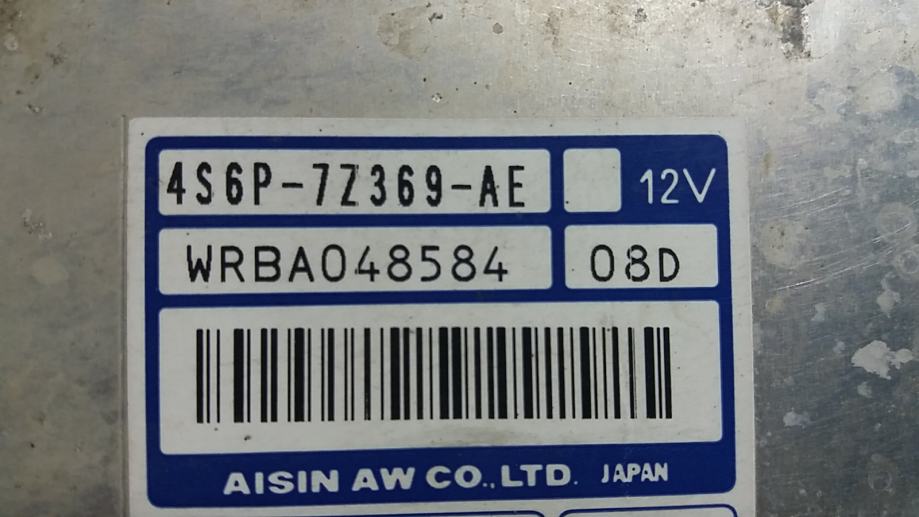 4S6P-7Z369-AE 12V
WRBA048584 08D
AISIN AW CO.,LTD. JAPAN